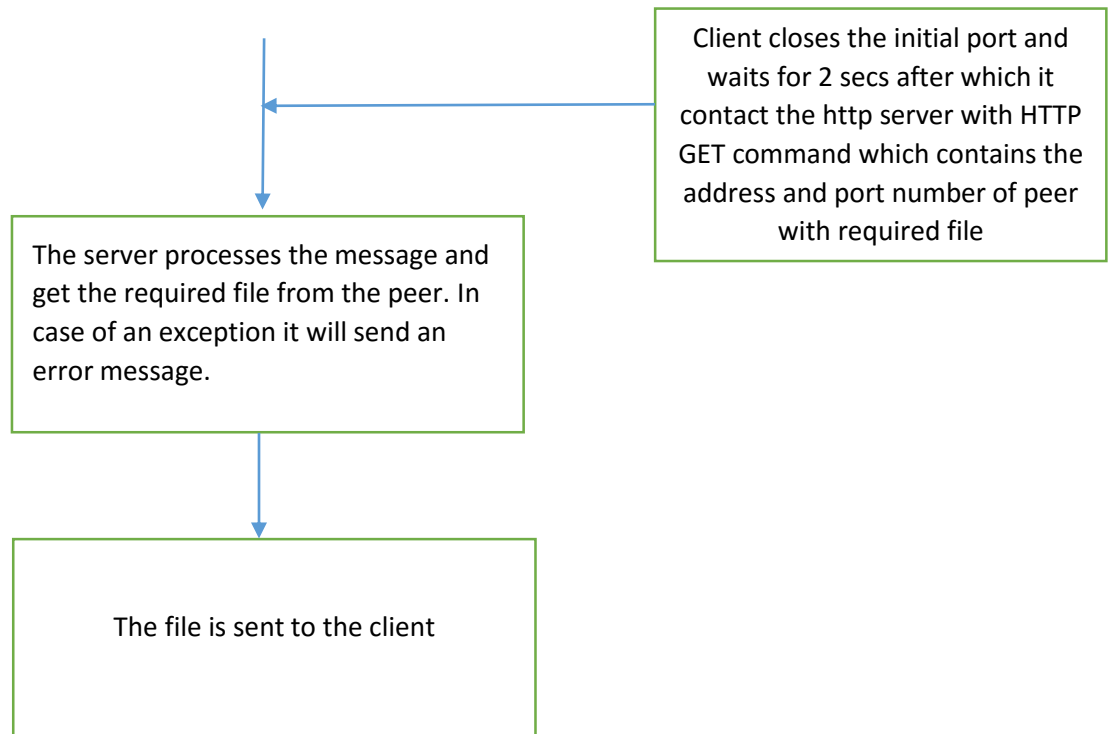 Client closes the initial port and
waits for 2 secs after which it
contact the http server with HTTP
GET command which contains the
address and port number of peer
with required file
The server processes the message and
get the required file from the peer. In
case of an exception it will send an
error message.
The file is sent to the client